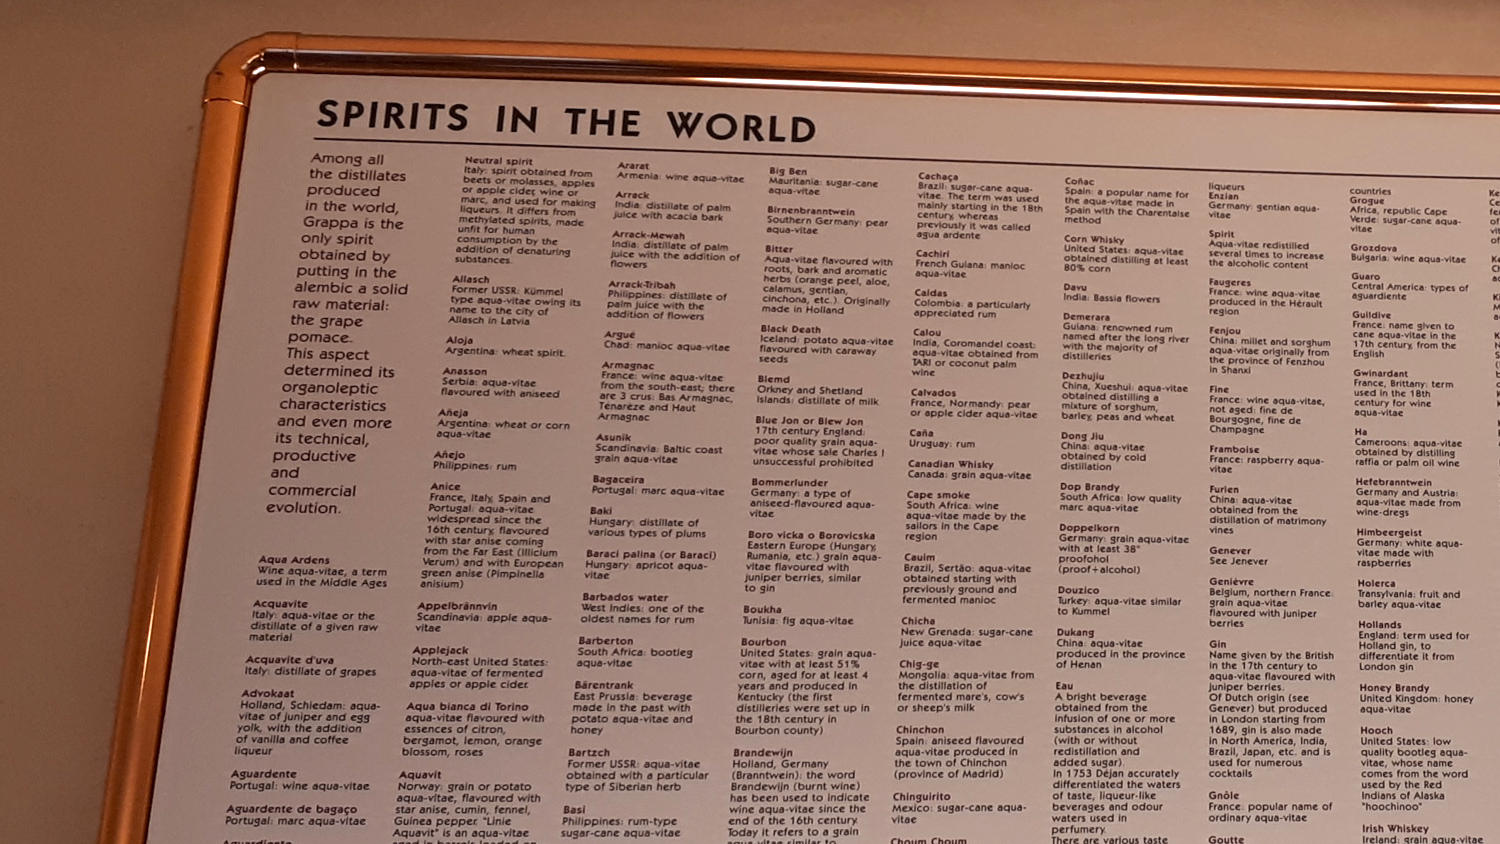 SPIRITS IN THE WORLD
Among all
the distillates
produced
in the world,
Grappa is the
only spirit
obtained by
putting in the
alembic a solid
raw material:
the grape
pomace.
This aspect
determined its
organoleptic
characteristics
and even more
its technical,
productive
and
commercial
evolution.
Aqua Ardens
Wine aqua-vitae, a term
used in the Middle Ages
Acquavite
Italy: aqua-vitae or the
distillate of a given raw
material
Acquavite d'uva
Italy: distillate of grapes
Advokaat
Holland, Schiedam: aqua-
vitae of juniper and egg
yolk, with the addition
of vanilla and coffee
liqueur
Aguardente
Portugal: wine aqua-vitae
Aguardente de bagaço
Portugal: marc aqua-vitae
Neutral spirit
Italy: spirit obtained from
beets or molasses, apples
or apple cider, wine or
marc, and used for making
liqueurs. It differs from
methylated spirits, made
unfit for human
consumption by the
addition of denaturing
substances.
Allasch
Former USSR: Kümmel
type aqua-vitae owing its
name to the city of
Allasch in Latvia
Aloja
Argentina: wheat spirit.
Anasson
Serbia: aqua-vitae
flavoured with aniseed
Añeja
Argentina: wheat or corn
aqua-vitae
Añejo
Philippines: rum
Anice
France, Italy, Spain and
Portugal: aqua-vitae
widespread since the
16th century, flavoured
with star anise coming
from the Far East (Illicium
Verum) and with European
green anise (Pimpinella
anisium)
Appelbrännvin
Scandinavia: apple aqua-
vitae
Applejack
North-east United States:
aqua-vitae of fermented
apples or apple cider.
Aqua bianca di Torino
aqua-vitae flavoured with
essences of citron,
bergamot, lemon, orange
blossom, roses
Aquavit
Norway: grain or potato
aqua-vitae, flavoured with
star anise, cumin, fennel,
Guinea pepper. "Linie
Aquavit" is an aqua-vitae
Ararat
Armenia: wine aqua-vitae
Arrack
India: distillate of palm
juice with acacia bark
Arrack-Mewah
India: distillate of palm
juice with the addition of
flowers
Arrack-Tribah
Philippines: distillate of
palm juice with the
addition of flowers
Argue
Chad: manioc aqua-vitae
Armagnac
France: wine aqua-vitae
from the south-east; there
are 3 crus: Bas Armagnac,
Tenareze and Haut
Armagnac
Asunik
Scandinavia: Baltic coast
grain aqua-vitae
Bagaceira
Portugal: marc aqua-vitae
Baki
Hungary: distillate of
various types of plums
Baraci palina (or Baraci)
Hungary: apricot aqua-
vitae
Barbados water
West Indies: one of the
oldest names for rum
Barberton
South Africa: bootleg
aqua-vitae
Bärentrank
East Prussia: beverage
made in the past with
potato aqua-vitae and
honey
Bartzch
Former USSR: aqua-vitae
obtained with a particular
type of Siberian herb
Basi
Philippines: rum-type
sugar-cane aqua-vitae
Big Ben
Mauritania: sugar-cane
aqua-vitae
Birnenbranntwein
Southern Germany: pear
aqua-vitae
Bitter
Aqua-vitae flavoured with
roots, bark and aromatic
herbs (orange peel, aloe,
calamus, gentian,
cinchona, etc.). Originally
made in Holland
Black Death
Iceland: potato aqua-vitae
flavoured with caraway
seeds
Blemd
Orkney and Shetland
Islands: distillate of milk
Blue Jon or Blew Jon
17th century England:
poor quality grain aqua-
vitae whose sale Charles I
unsuccessful prohibited
Bommerlunder
Germany: a type of
aniseed-flavoured aqua-
vitae
Boro vicka o Borovicska
Eastern Europe (Hungary,
Rumania, etc.) grain aqua-
vitae flavoured with
juniper berries, similar
to gin
Boukha
Tunisia: fig aqua-vitae
Bourbon
United States: grain aqua-
vitae with at least 51%
corn, aged for at least 4
years and produced in
Kentucky (the first
distilleries were set up in
the 18th century in
Bourbon county)
Brandewijn
Holland, Germany
(Branntwein): the word
Brandewijn (burnt wine)
has been used to indicate
wine aqua-vitae since the
end of the 16th century.
Today it refers to a grain
Cachaça
Brazil: sugar-cane aqua-
vitae. The term was used
mainly starting in the 18th
century, whereas
previously it was called
agua ardente
Cachiri
French Guiana: manioc
aqua-vitae
Caldas
Colombia: a particularly
appreciated rum
Calou
India, Coromandel coast:
aqua-vitae obtained from
TARI or coconut palm
wine
Calvados
France, Normandy: pear
or apple cider aqua-vitae
Caña
Uruguay: rum
Canadian Whisky
Canada: grain aqua-vitae
Cape smoke
South Africa: wine
aqua-vitae made by the
sailors in the Cape
region
Cauim
Brazil, Sertão: aqua-vitae
obtained starting with
previously ground and
fermented manioc
Chicha
New Grenada: sugar-cane
juice aqua-vitae
Chig-ge
Mongolia: aqua-vitae from
the distillation of
fermented mare's, cow's
or sheep's milk
Chinchon
Spain: aniseed flavoured
aqua-vitae produced in
the town of Chinchon
(province of Madrid)
Chinguirito
Mexico: sugar-cane aqua-
vitae
Choum Choum
Coñac
Spain: a popular name for
the aqua-vitae made in
Spain with the Charentaise
method
Corn Whisky
United States: aqua-vitae
obtained distilling at least
80% corn
Davu
India: Bassia flowers
Demerara
Guiana: renowned rum
named after the long river
with the majority of
distilleries
Dezhujiu
China, Xueshui: aqua-vitae
obtained distilling a
mixture of sorghum,
barley, peas and wheat
Dong Jiu
China: aqua-vitae
obtained by cold
distillation
Dop Brandy
South Africa: low quality
marc aqua-vitae
Doppelkorn
Germany: grain aqua-vitae
with at least 38°
proofohol
(proof+alcohol)
Douzico
Turkey: aqua-vitae similar
to Kummel
Dukang
China: aqua-vitae
produced in the province
of Henan
Eau
A bright beverage
obtained from the
infusion of one or more
substances in alcohol
(with or without
redistillation and
added sugar).
In 1753 Déjan accurately
differentiated the waters
of taste, liqueur-like
beverages and odour
waters used in
perfumery.
There are various taste
liqueurs
Enzian
Germany: gentian aqua-
vitae
Spirit
Aqua-vitae redistilled
several times to increase
the alcoholic content
Faugeres
France: wine aqua-vitae
produced in the Hérault
region
Fenjou
China: millet and sorghum
aqua-vitae originally from
the province of Fenzhou
in Shanxi
Fine
France: wine aqua-vitae,
not aged: fine de
Bourgogne, fine de
Champagne
Framboise
France: raspberry aqua-
vitae
Furien
China: aqua-vitae
obtained from the
distillation of matrimony
vines
Genever
See Jenever
Genièvre
Belgium, northern France:
grain aqua-vitae
flavoured with juniper
berries
Gin
Name given by the British
in the 17th century to
aqua-vitae flavoured with
juniper berries.
Of Dutch origin (see
Genever) but produced
in London starting from
1689, gin is also made
in North America, India,
Brazil, Japan, etc. and is
used for numerous
cocktails
Gnôle
France: popular name of
ordinary aqua-vitae
Goutte
countries
Grogue
Africa, republic Cape
Verde: sugar-cane aqua-
vitae
Grozdova
Bulgaria: wine aqua-vitae
Guaro
Central America: types of
aguardiente
Guildive
France: name given to
cane aqua-vitae in the
17th century, from the
English
Gwinardant
France, Brittany: term
used in the 18th
century for wine
aqua-vitae
Ha
Cameroons: aqua-vitae
obtained by distilling
raffia or palm oil wine
Hefebranntwein
Germany and Austria:
aqua-vitae made from
wine-dregs
Himbeergeist
Germany: white aqua-
vitae made with
raspberries
Holerca
Transylvania: fruit and
barley aqua-vitae
Hollands
England: term used for
Holland gin, to
differentiate it from
London gin
Honey Brandy
United Kingdom: honey
aqua-vitae
Hooch
United States: low
quality bootleg aqua-
vitae, whose name
comes from the word
used by the Red
Indians of Alaska
"hoochinoo"
Irish Whiskey
Ireland: grain aqua-vitae